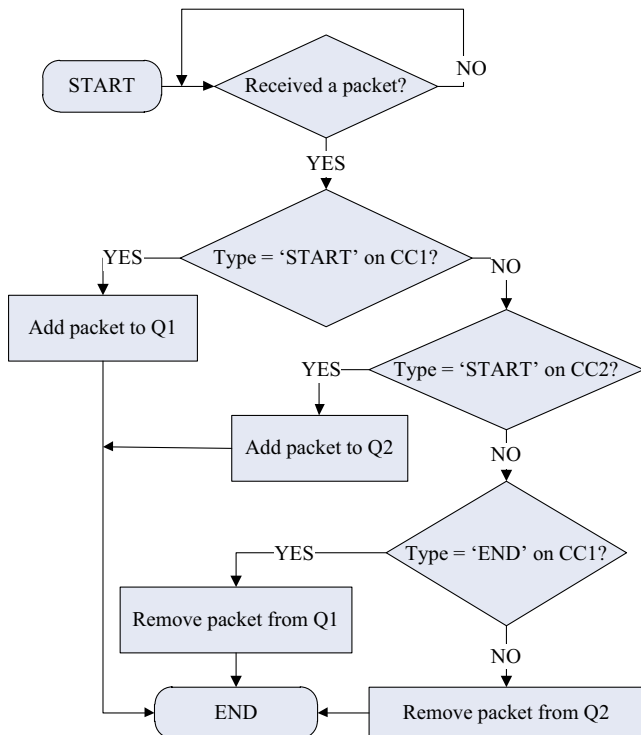 START
Received a packet?
NO
YES
Type = ‘START’ on CC1?
YES
NO
Add packet to Q1
Type = ‘START’ on CC2?
YES
Add packet to Q2
NO
Type = ‘END’ on CC1?
YES
Remove packet from Q1
NO
END
Remove packet from Q2